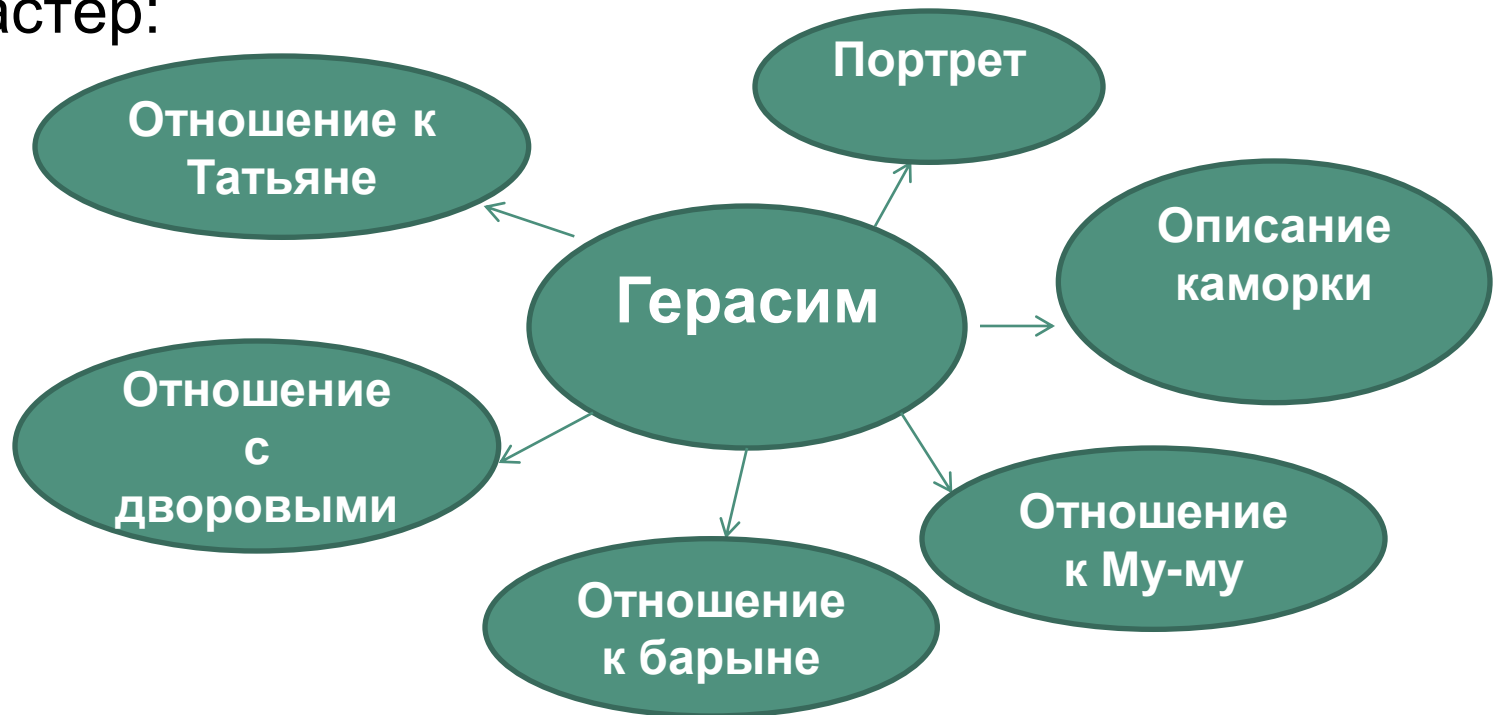 астер:
Портрет
Отношение к
Татьяне
Описание
каморки
Герасим
Отношение
с
дворовыми
Отношение
к Му-му
Отношение
к барыне